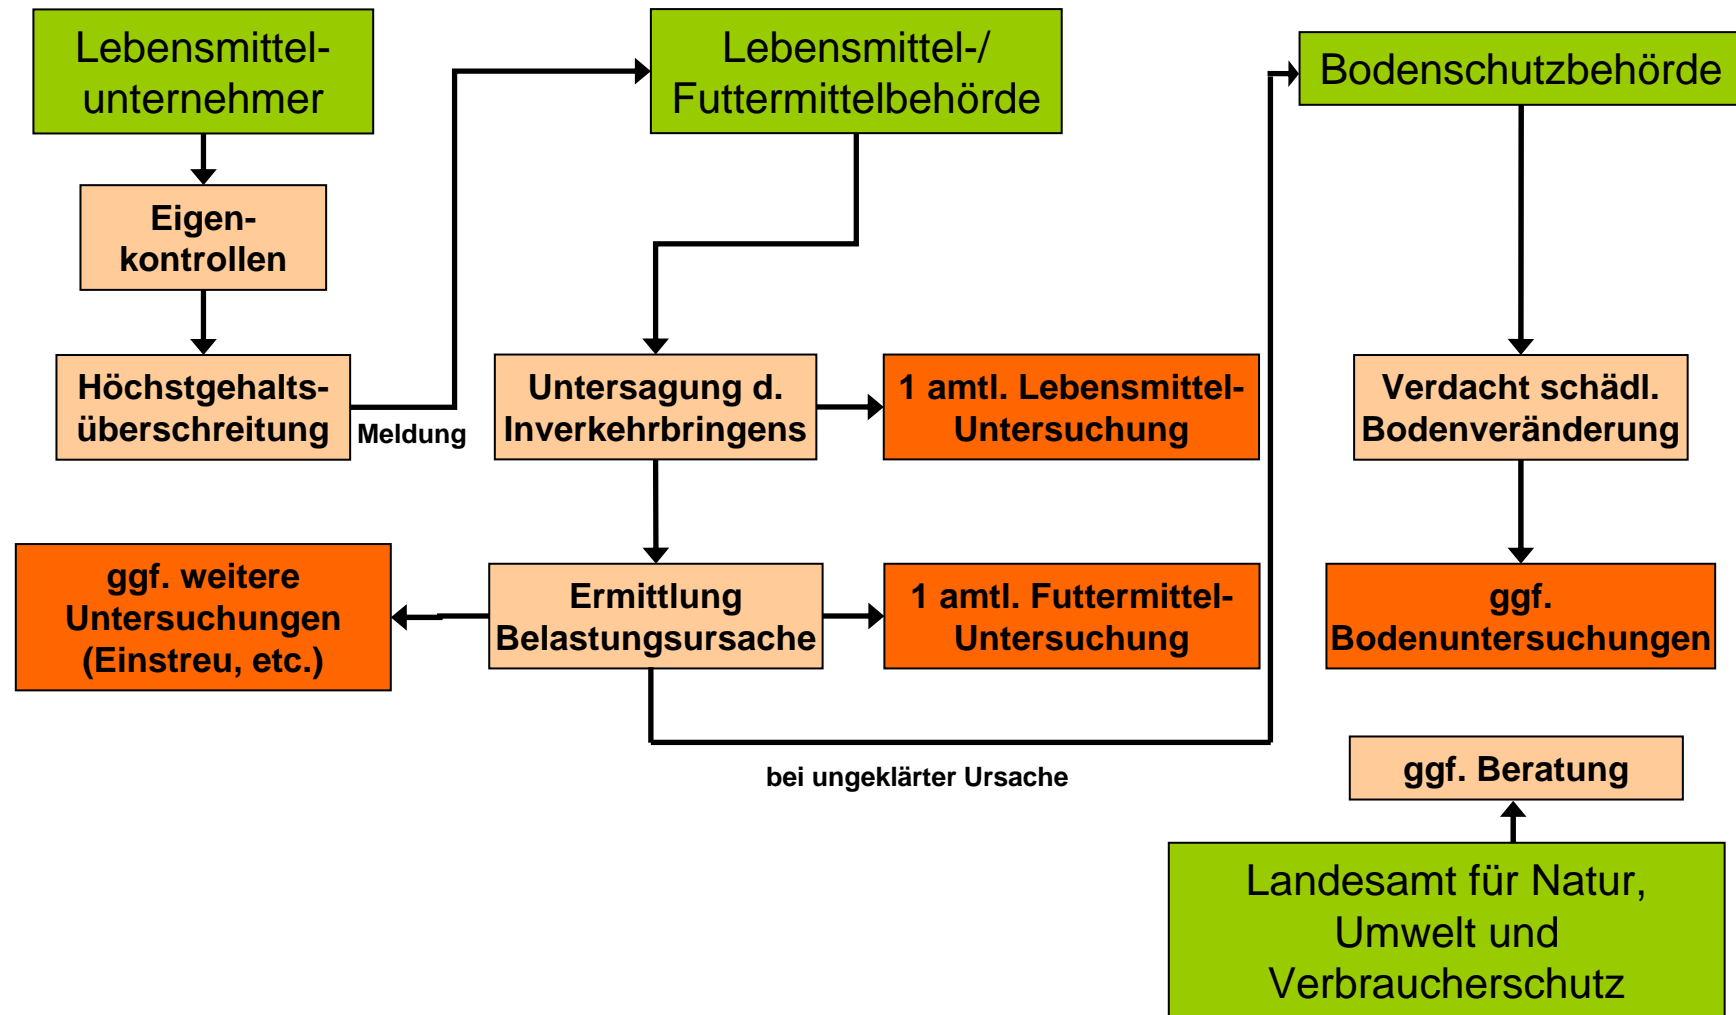 Lebensmittel-
unternehmer
Eigen-
kontrollen
Höchstgehalts-
überschreitung
Meldung
Lebensmittel-/
Futtermittelbehörde
Untersagung d.
Inverkehrbringens
1 amtl. Lebensmittel-
Untersuchung
Ermittlung
Belastungsursache
1 amtl. Futtermittel-
Untersuchung
ggf. weitere
Untersuchungen
(Einstreu, etc.)
bei ungeklärter Ursache
Bodenschutzbehörde
Verdacht schädl.
Bodenveränderung
ggf.
Bodenuntersuchungen
ggf. Beratung
Landesamt für Natur,
Umwelt und
Verbraucherschutz